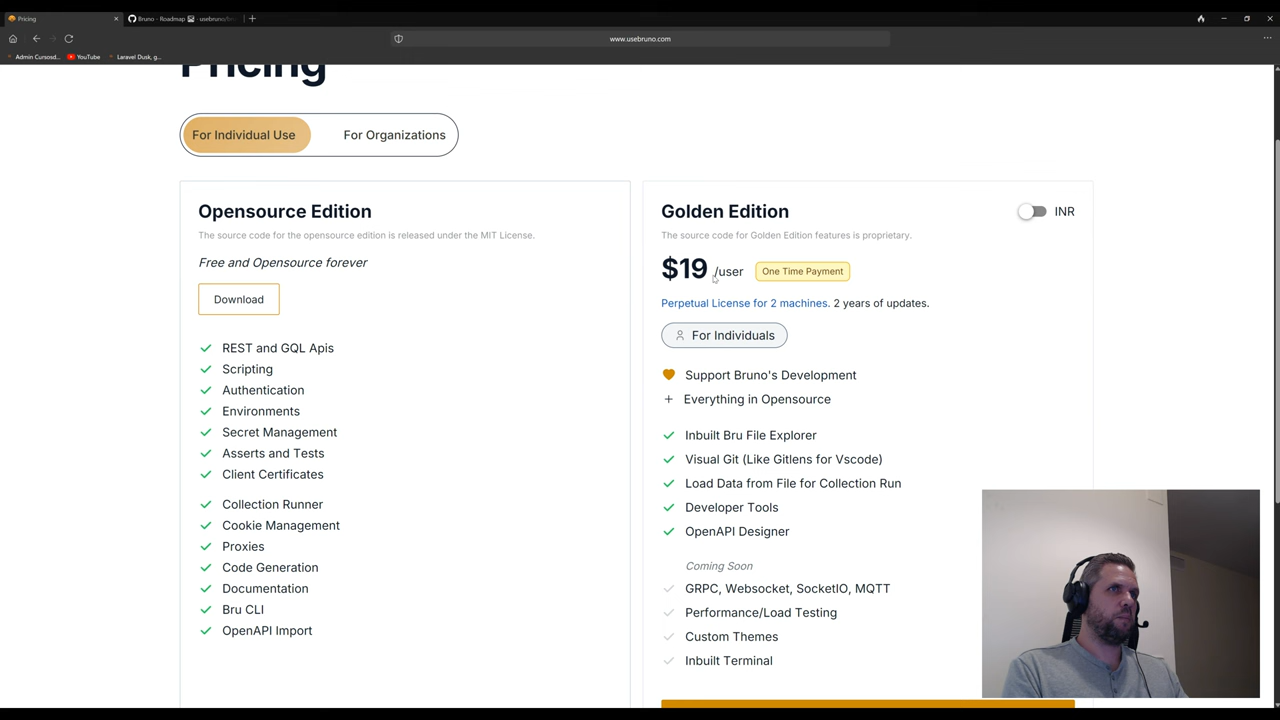 Pricing
Bruno - Roadmap
usebruno/br
www.usebruno.com
Admin Cursosd...
YouTube
Laravel Dusk, g...
Pricing
For Individual Use
For Organizations
Opensource Edition
The source code for the opensource edition is released under the MIT License.
Free and Opensource forever
Download
REST and GQL Apis
Scripting
Authentication
Environments
Secret Management
Asserts and Tests
Client Certificates
Collection Runner
Cookie Management
Proxies
Code Generation
Documentation
Bru CLI
OpenAPI Import
Golden Edition
INR
The source code for Golden Edition features is proprietary.
$19 /user One Time Payment
Perpetual License for 2 machines. 2 years of updates.
For Individuals
Support Bruno's Development
+ Everything in Opensource
Inbuilt Bru File Explorer
Visual Git (Like Gitlens for Vscode)
Load Data from File for Collection Run
Developer Tools
OpenAPI Designer
Coming Soon
GRPC, Websocket, SocketIO, MQTT
Performance/Load Testing
Custom Themes
Inbuilt Terminal